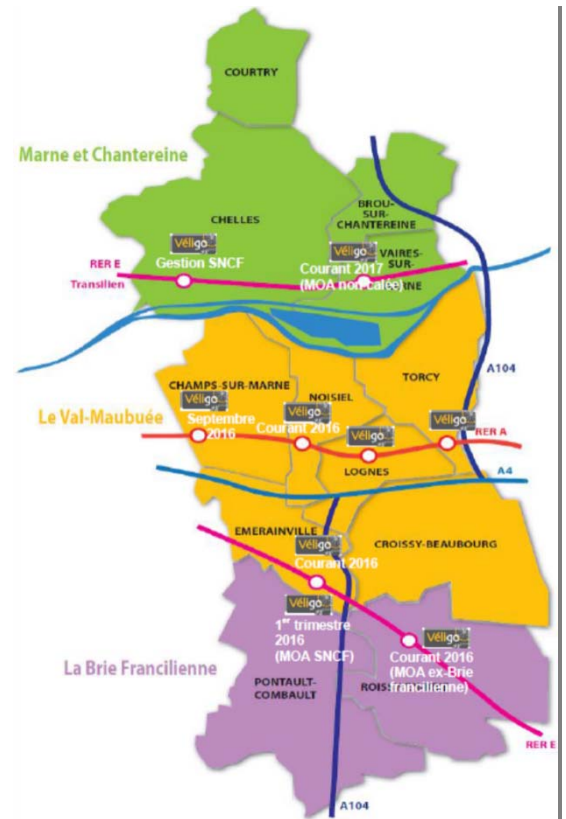 COURTRY
Marne et Chantereine
CHELLES
BROU-
SUR-
CHANTEREINE
Véligo
Gestion SNCF
Véligo
VAIRES-
SUR-
Courant 2017
(MOA non calée)
RER E
Transilien
A104
CHAMPS-SUR-MARNE
NOISIEL
TORCY
Le Val-Maubuée
Véligo
Septembre
2016
Véligo
Courant 2016
Véligo
Véligo
RER A
LOGNES
A4
EMERAINVILLE
CROISSY-BEAUBOURG
Véligo
Courant 2016
Véligo
1er trimestre
2016
(MOA SNCF)
Véligo
Courant 2016
(MOA ex-Brie
francilienne)
La Brie Francilienne
PONTAULT-
COMBAULT
RER E
A104